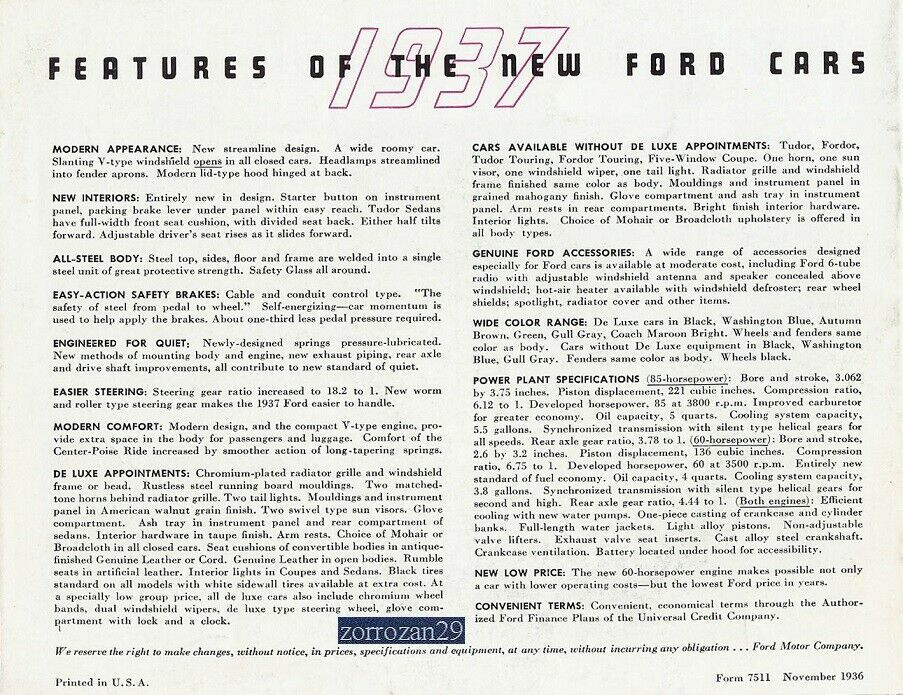 FEATURES OF THE NEW FORD CARS
1937
MODERN APPEARANCE: New streamline design. A wide roomy car.
Slanting V-type windshield opens in all closed cars. Headlamps streamlined
into fender aprons. Modern lid-type hood hinged at back.
NEW INTERIORS: Entirely new in design. Starter button on instrument
panel, parking brake lever under panel within easy reach. Tudor Sedans
have full-width front seat cushion, with divided seat back. Either half tilts
forward. Adjustable driver's seat rises as it slides forward.
ALL-STEEL BODY: Steel top, sides, floor and frame are welded into a single
steel unit of great protective strength. Safety Glass all around.
EASY-ACTION SAFETY BRAKES: Cable and conduit control type. "The
safety of steel from pedal to wheel." Self-energizing—car momentum is
used to help apply the brakes. About one-third less pedal pressure required.
ENGINEERED FOR QUIET: Newly-designed springs pressure-lubricated.
New methods of mounting body and engine, new exhaust piping, rear axle
and drive shaft improvements, all contribute to new standard of quiet.
EASIER STEERING: Steering gear ratio increased to 18.2 to 1. New worm
and roller type steering gear makes the 1937 Ford easier to handle.
MODERN COMFORT: Modern design, and the compact V-type engine, pro-
vide extra space in the body for passengers and luggage. Comfort of the
Center-Poise Ride increased by smoother action of long-tapering springs.
DE LUXE APPOINTMENTS: Chromium-plated radiator grille and windshield
frame or bead. Rustless steel running board mouldings. Two matched-
tone horns behind radiator grille. Two tail lights. Mouldings and instrument
panel in American walnut grain finish. Two swivel type sun visors. Glove
compartment. Ash tray in instrument panel and rear compartment of
sedans. Interior hardware in taupe finish. Arm rests. Choice of Mohair or
Broadcloth in all closed cars. Seat cushions of convertible bodies in antique-
finished Genuine Leather or Cord. Genuine Leather in open bodies. Rumble
seats in artificial leather. Interior lights in Coupes and Sedans. Black tires
standard on all models with white sidewall tires available at extra cost. At
a specially low group price, all de luxe cars also include chromium wheel
bands, dual windshield wipers, de luxe type steering wheel, glove com-
partment with lock and a clock.
CARS AVAILABLE WITHOUT DE LUXE APPOINTMENTS: Tudor, Fordor,
Tudor Touring, Fordor Touring, Five-Window Coupe. One horn, one sun
visor, one windshield wiper, one tail light. Radiator grille and windshield
frame finished same color as body. Mouldings and instrument panel in
grained mahogany finish. Glove compartment and ash tray in instrument
panel. Arm rests in rear compartments. Bright finish interior hardware.
Interior lights. Choice of Mohair or Broadcloth upholstery is offered in
all body types.
GENUINE FORD ACCESSORIES: A wide range of accessories designed
especially for Ford cars is available at moderate cost, including Ford 6-tube
radio with adjustable windshield antenna and speaker concealed above
windshield; hot-air heater available with windshield defroster; rear wheel
shields; spotlight, radiator cover and other items.
WIDE COLOR RANGE: De Luxe cars in Black, Washington Blue, Autumn
Brown, Green, Gull Gray, Coach Maroon Bright. Wheels and fenders same
color as body. Cars without De Luxe equipment in Black, Washington
Blue, Gull Gray. Fenders same color as body. Wheels black.
POWER PLANT SPECIFICATIONS (85-horsepower): Bore and stroke, 3.062
by 3.75 inches. Piston displacement, 221 cubic inches. Compression ratio,
6.12 to 1. Developed horsepower, 85 at 3800 r.p.m. Improved carburetor
for greater economy. Oil capacity, 5 quarts. Cooling system capacity,
5.5 gallons. Synchronized transmission with silent type helical gears for
all speeds. Rear axle gear ratio, 3.78 to 1. (60-horsepower): Bore and stroke,
2.6 by 3.2 inches. Piston displacement, 136 cubic inches. Compression
ratio, 6.75 to 1. Developed horsepower, 60 at 3500 r.p.m. Entirely new
standard of fuel economy. Oil capacity, 4 quarts. Cooling system capacity,
3.8 gallons. Synchronized transmission with silent type helical gears for
second and high. Rear axle gear ratio, 4.44 to 1. (Both engines): Efficient
cooling with new water pumps. One-piece casting of crankcase and cylinder
banks. Full-length water jackets. Light alloy pistons. Non-adjustable
valve lifters. Exhaust valve seat inserts. Cast alloy steel crankshaft.
Crankcase ventilation. Battery located under hood for accessibility.
NEW LOW PRICE: The new 60-horsepower engine makes possible not only
a car with lower operating costs—but the lowest Ford price in years.
CONVENIENT TERMS: Convenient, economical terms through the Author-
ized Ford Finance Plans of the Universal Credit Company.
zorrozan29
We reserve the right to make changes, without notice, in prices, specifications and equipment, at any time, without incurring any obligation . . . Ford Motor Company.
Printed in U. S. A.
Form 7511 November 1936